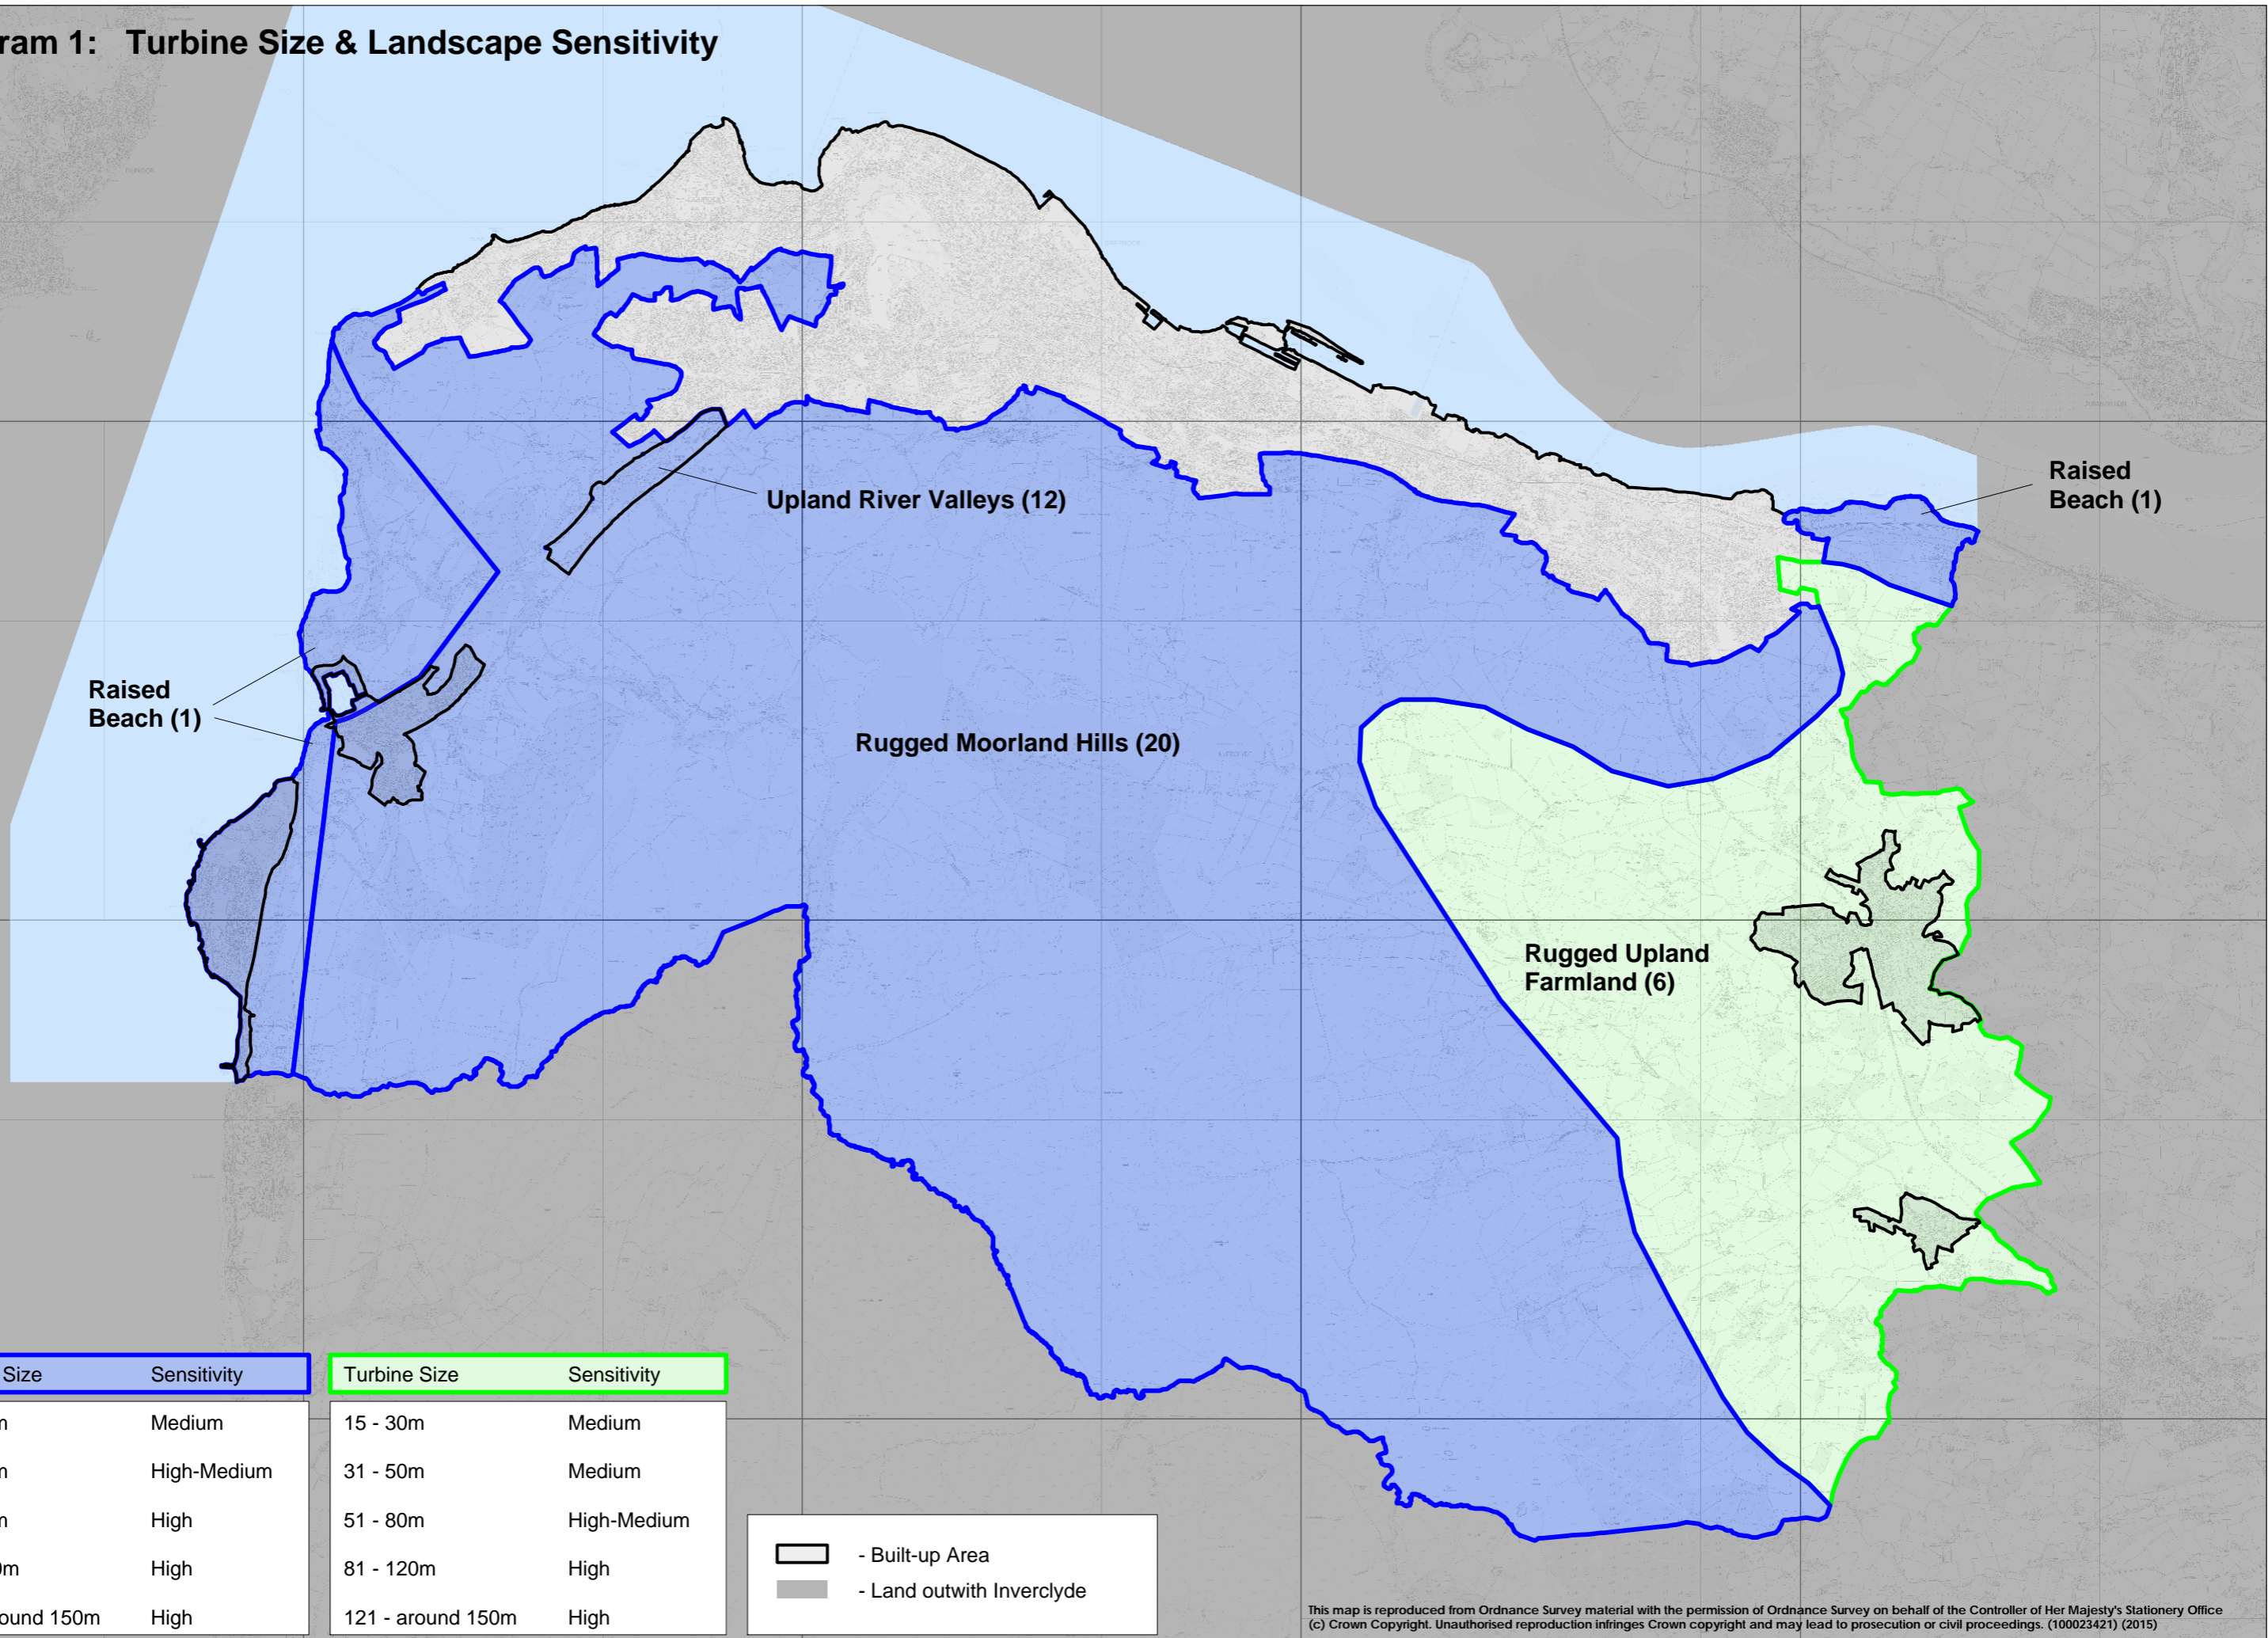 ram 1: Turbine Size & Landscape Sensitivity
Upland River Valleys (12)
Raised
Beach (1)
Raised
Beach (1)
Rugged Moorland Hills (20)
Rugged Upland
Farmland (6)
Size Sensitivity
m Medium
m High-Medium
m High
0m High
ound 150m High
Turbine Size Sensitivity
15 - 30m Medium
31 - 50m Medium
51 - 80m High-Medium
81 - 120m High
121 - around 150m High
- Built-up Area
- Land outwith Inverclyde
This map is reproduced from Ordnance Survey material with the permission of Ordnance Survey on behalf of the Controller of Her Majesty's Stationery Office
(c) Crown Copyright. Unauthorised reproduction infringes Crown copyright and may lead to prosecution or civil proceedings. (100023421) (2015)